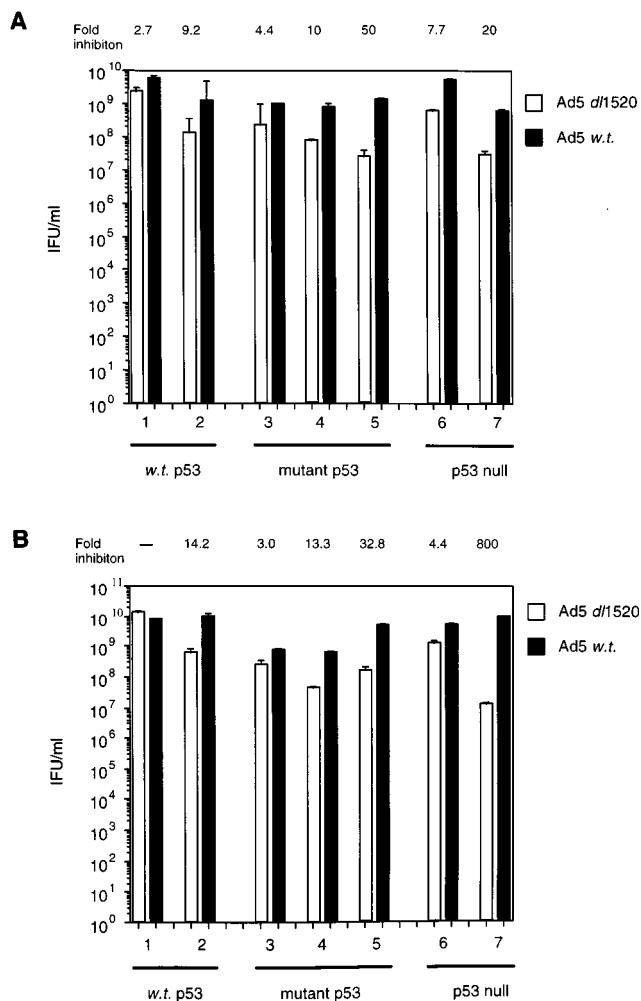 A
Fold inhibiton 2.7 9.2 4.4 10 50 7.7 20
10^10
10^9
10^8
10^7
10^6
10^5
10^4
10^3
10^2
10^1
10^0
IFU/ml
Ad5 dl1520
Ad5 w.t.
1 2 3 4 5 6 7
w.t. p53 mutant p53 p53 null
B
Fold inhibiton — 14.2 3.0 13.3 32.8 4.4 800
10^11
10^10
10^9
10^8
10^7
10^6
10^5
10^4
10^3
10^2
10^1
10^0
IFU/ml
Ad5 dl1520
Ad5 w.t.
1 2 3 4 5 6 7
w.t. p53 mutant p53 p53 null